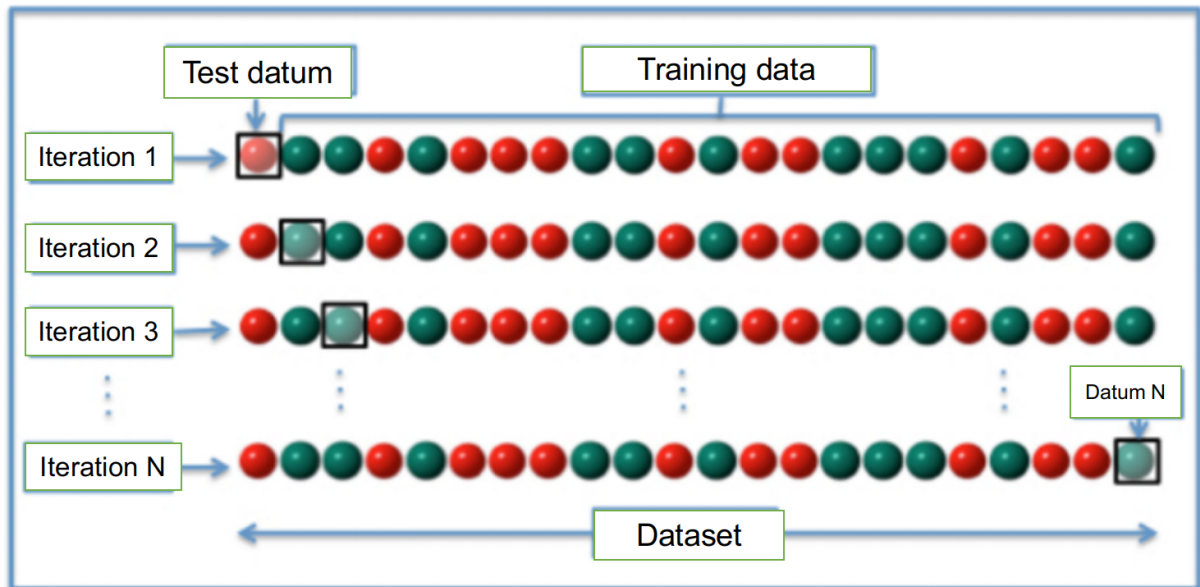 Test datum
Training data
Iteration 1
Iteration 2
Iteration 3
Datum N
Iteration N
Dataset